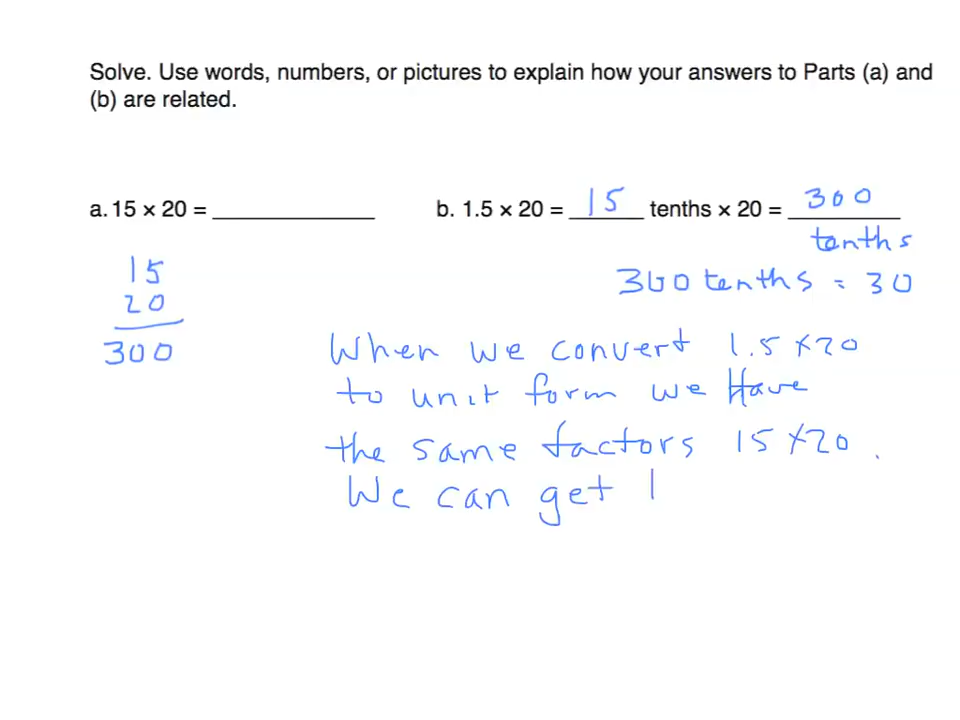 Solve. Use words, numbers, or pictures to explain how your answers to Parts (a) and
(b) are related.
a. 15 × 20 = ____________
b. 1.5 × 20 = 15 tenths × 20 = 300
tenths
300 tenths = 30
15
20
300
When we convert 1.5 × 20
to unit form we Have
the same factors 15 × 20 .
We can get 1